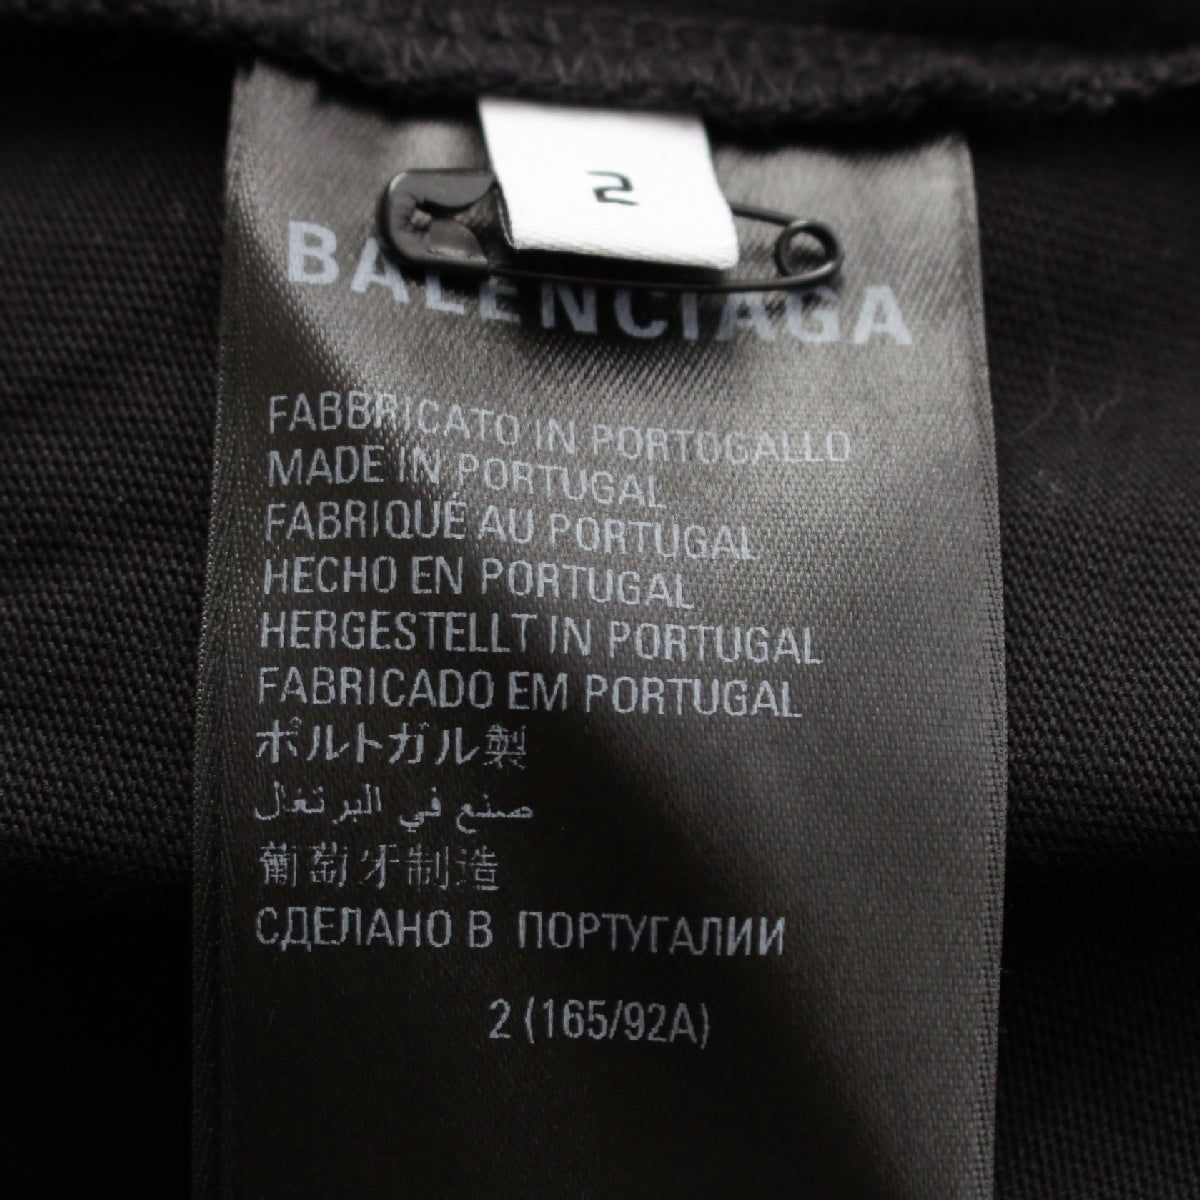 2
BALENCIAGA
FABBRICATO IN PORTOGALLO
MADE IN PORTUGAL
FABRIQUÉ AU PORTUGAL
HECHO EN PORTUGAL
HERGESTELLT IN PORTUGAL
FABRICADO EM PORTUGAL
ポルトガル製
صنع في البرتغال
葡萄牙制造
СДЕЛАНО В ПОРТУГАЛИИ
2 (165/92A)